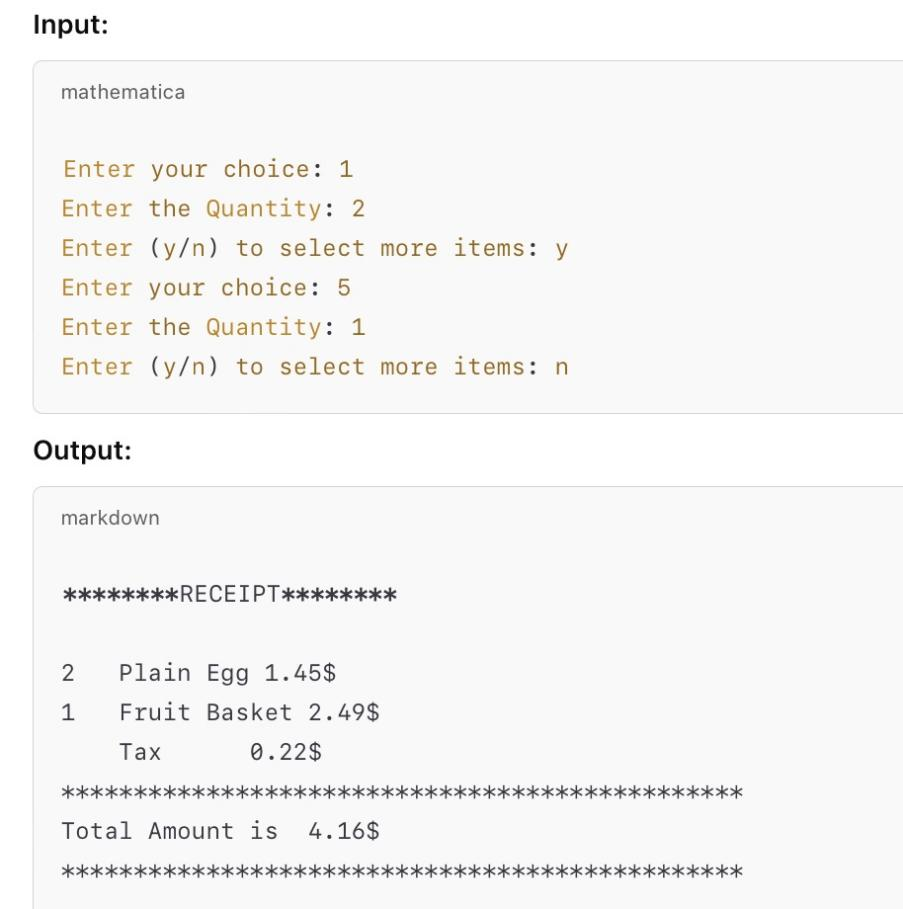 Input:
mathematica
Enter your choice: 1
Enter the Quantity: 2
Enter (y/n) to select more items: y
Enter your choice: 5
Enter the Quantity: 1
Enter (y/n) to select more items: n
Output:
markdown
********RECEIPT********
2   Plain Egg 1.45$
1   Fruit Basket 2.49$
    Tax      0.22$
***********************************************
Total Amount is  4.16$
***********************************************